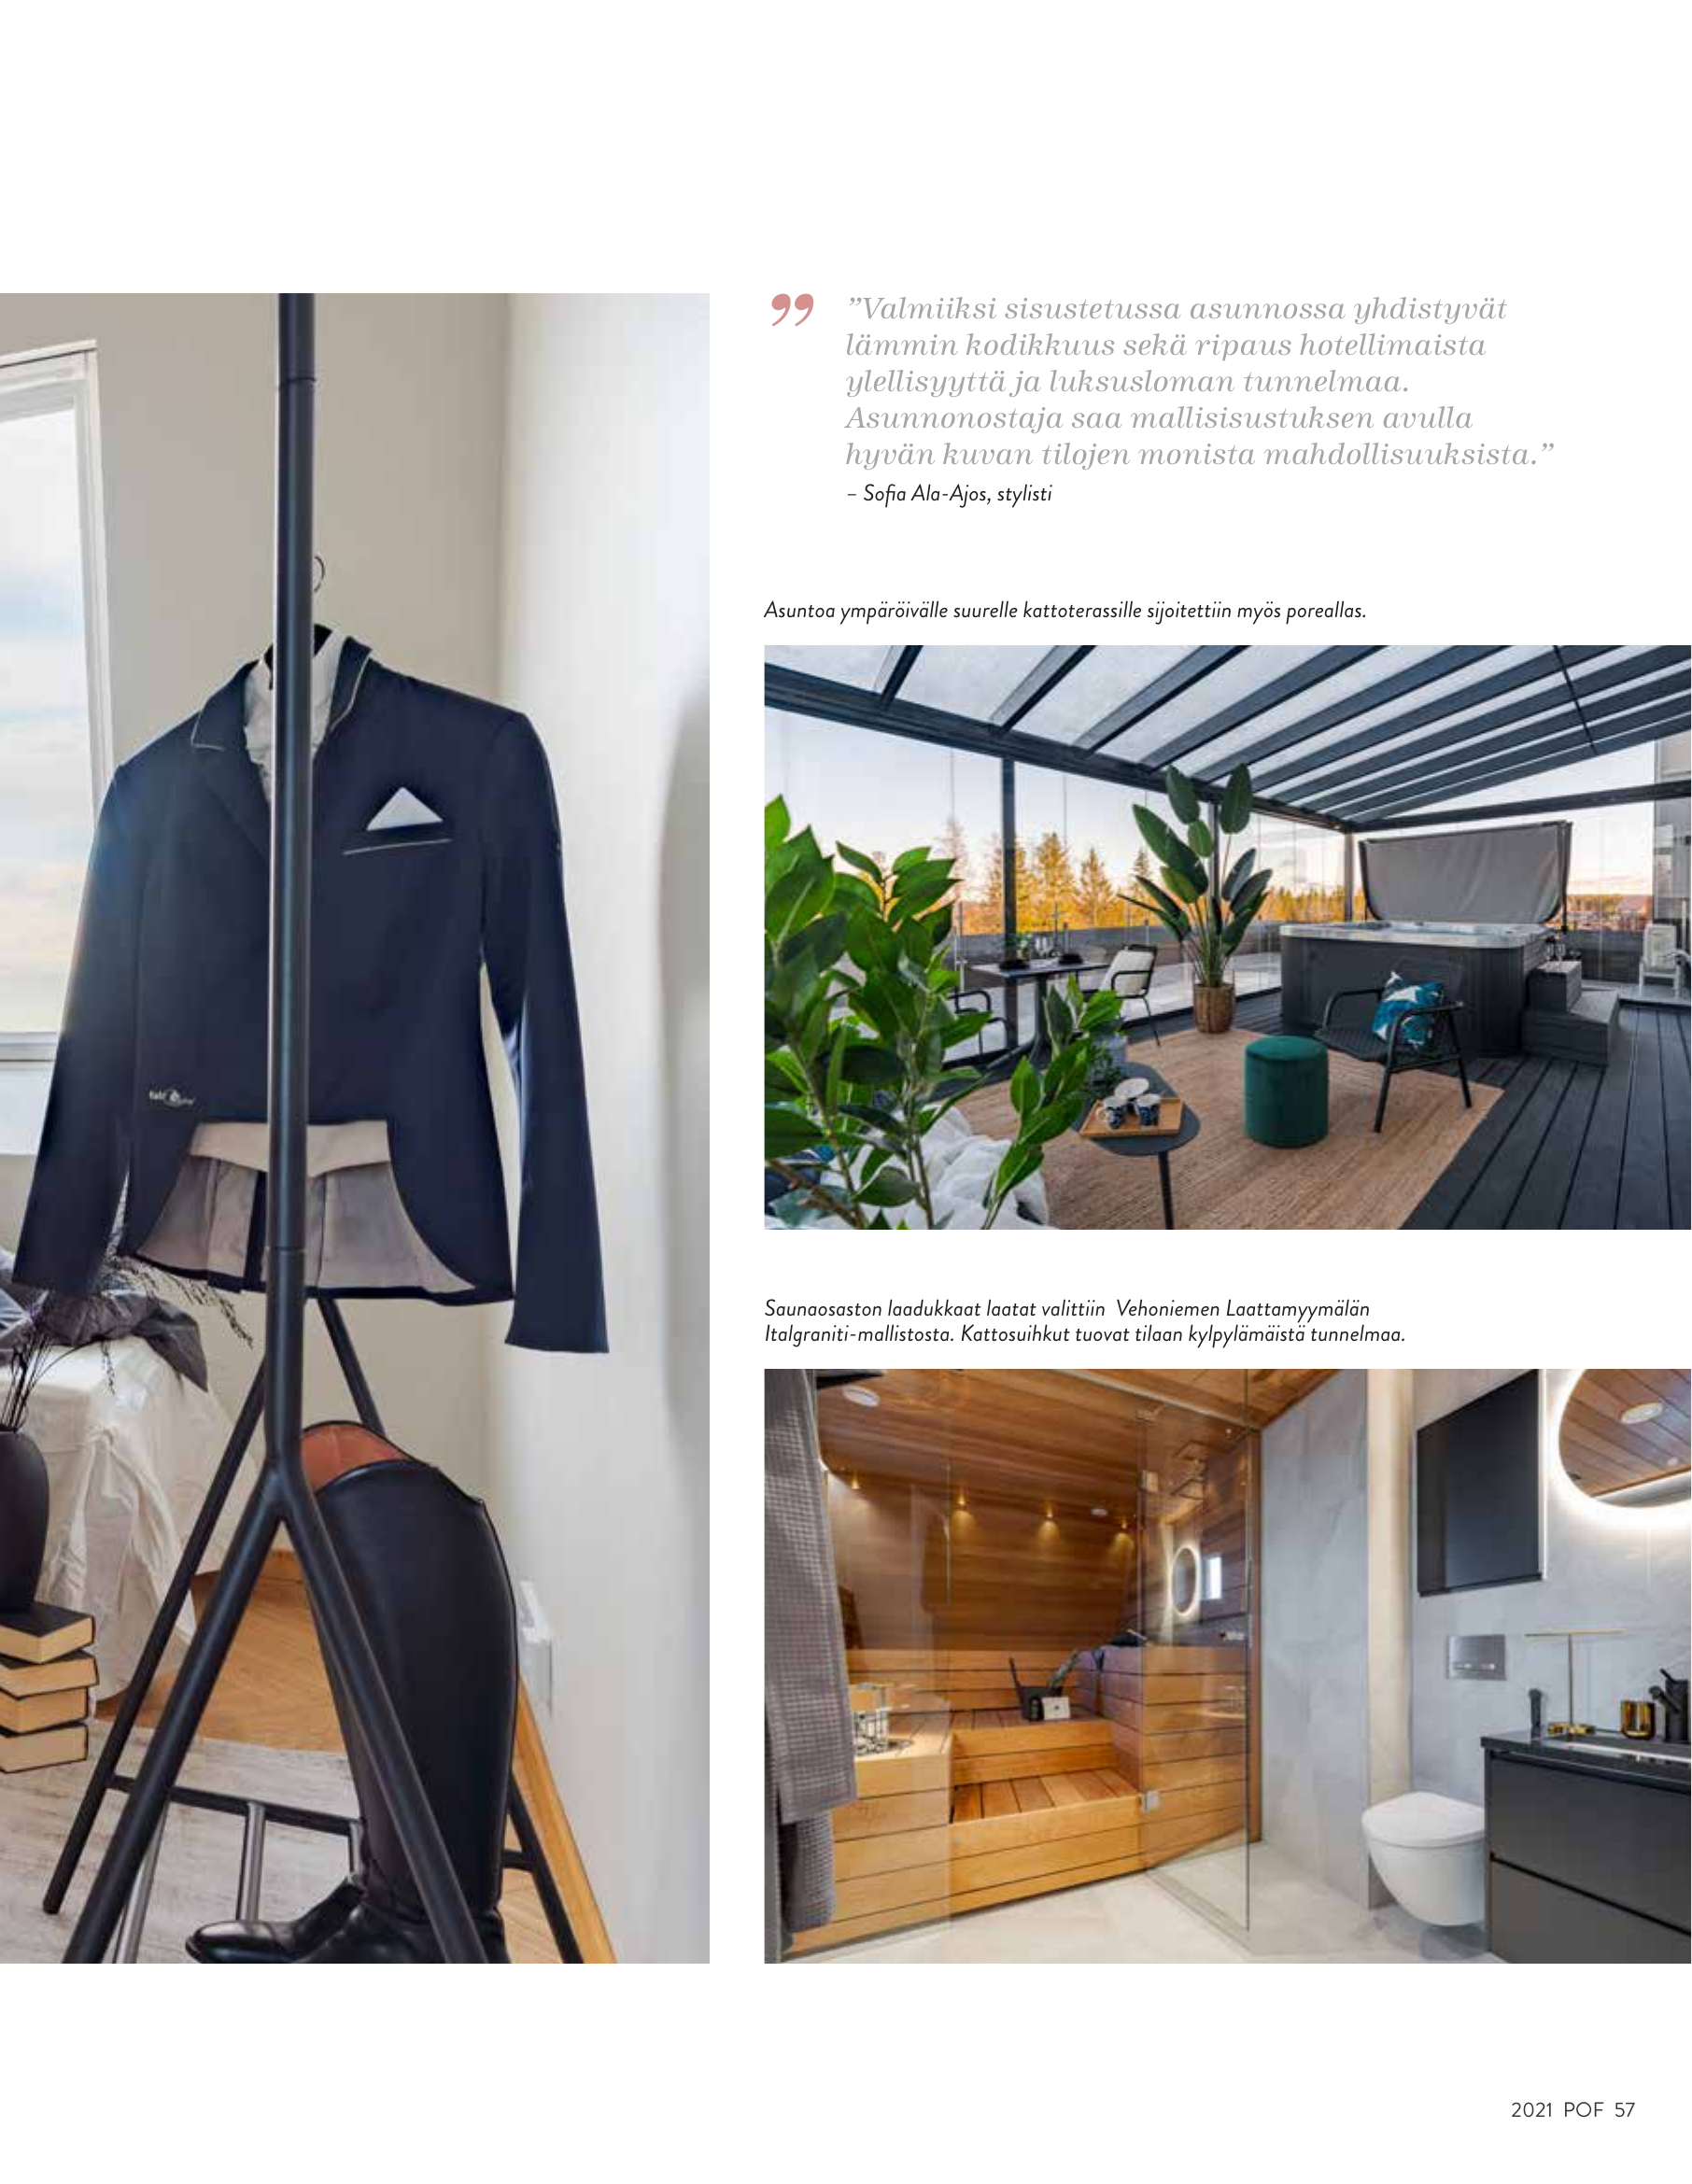 ”Valmiiksi sisustetussa asunnossa yhdistyvät
lämmin kodikkuus sekä ripaus hotellimaista
ylellisyyttä ja luksusloman tunnelmaa.
Asunnonostaja saa mallisisustuksen avulla
hyvän kuvan tilojen monista mahdollisuuksista.”
– Sofia Ala-Ajos, stylisti
Asuntoa ympäröivälle suurelle kattoterassille sijoitettiin myös poreallas.
Saunaosaston laadukkaat laatat valittiin Vehoniemen Laattamyymälän
Italgraniti-mallistosta. Kattosuihkut tuovat tilaan kylpylämäistä tunnelmaa.
2021 POF 57